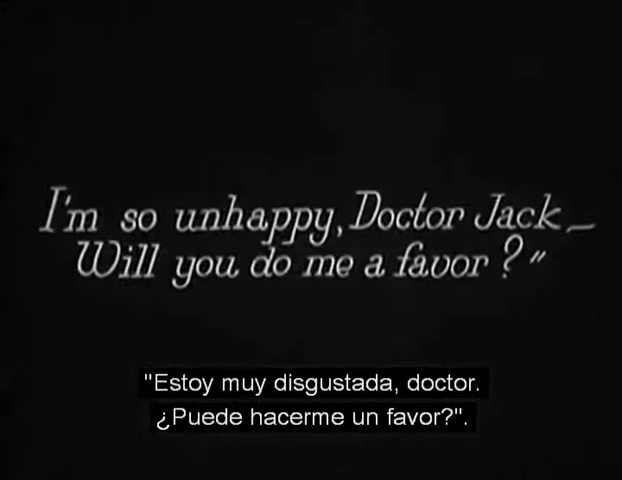 I'm so unhappy, Doctor Jack—
Will you do me a favor?"
"Estoy muy disgustada, doctor.
¿Puede hacerme un favor?".